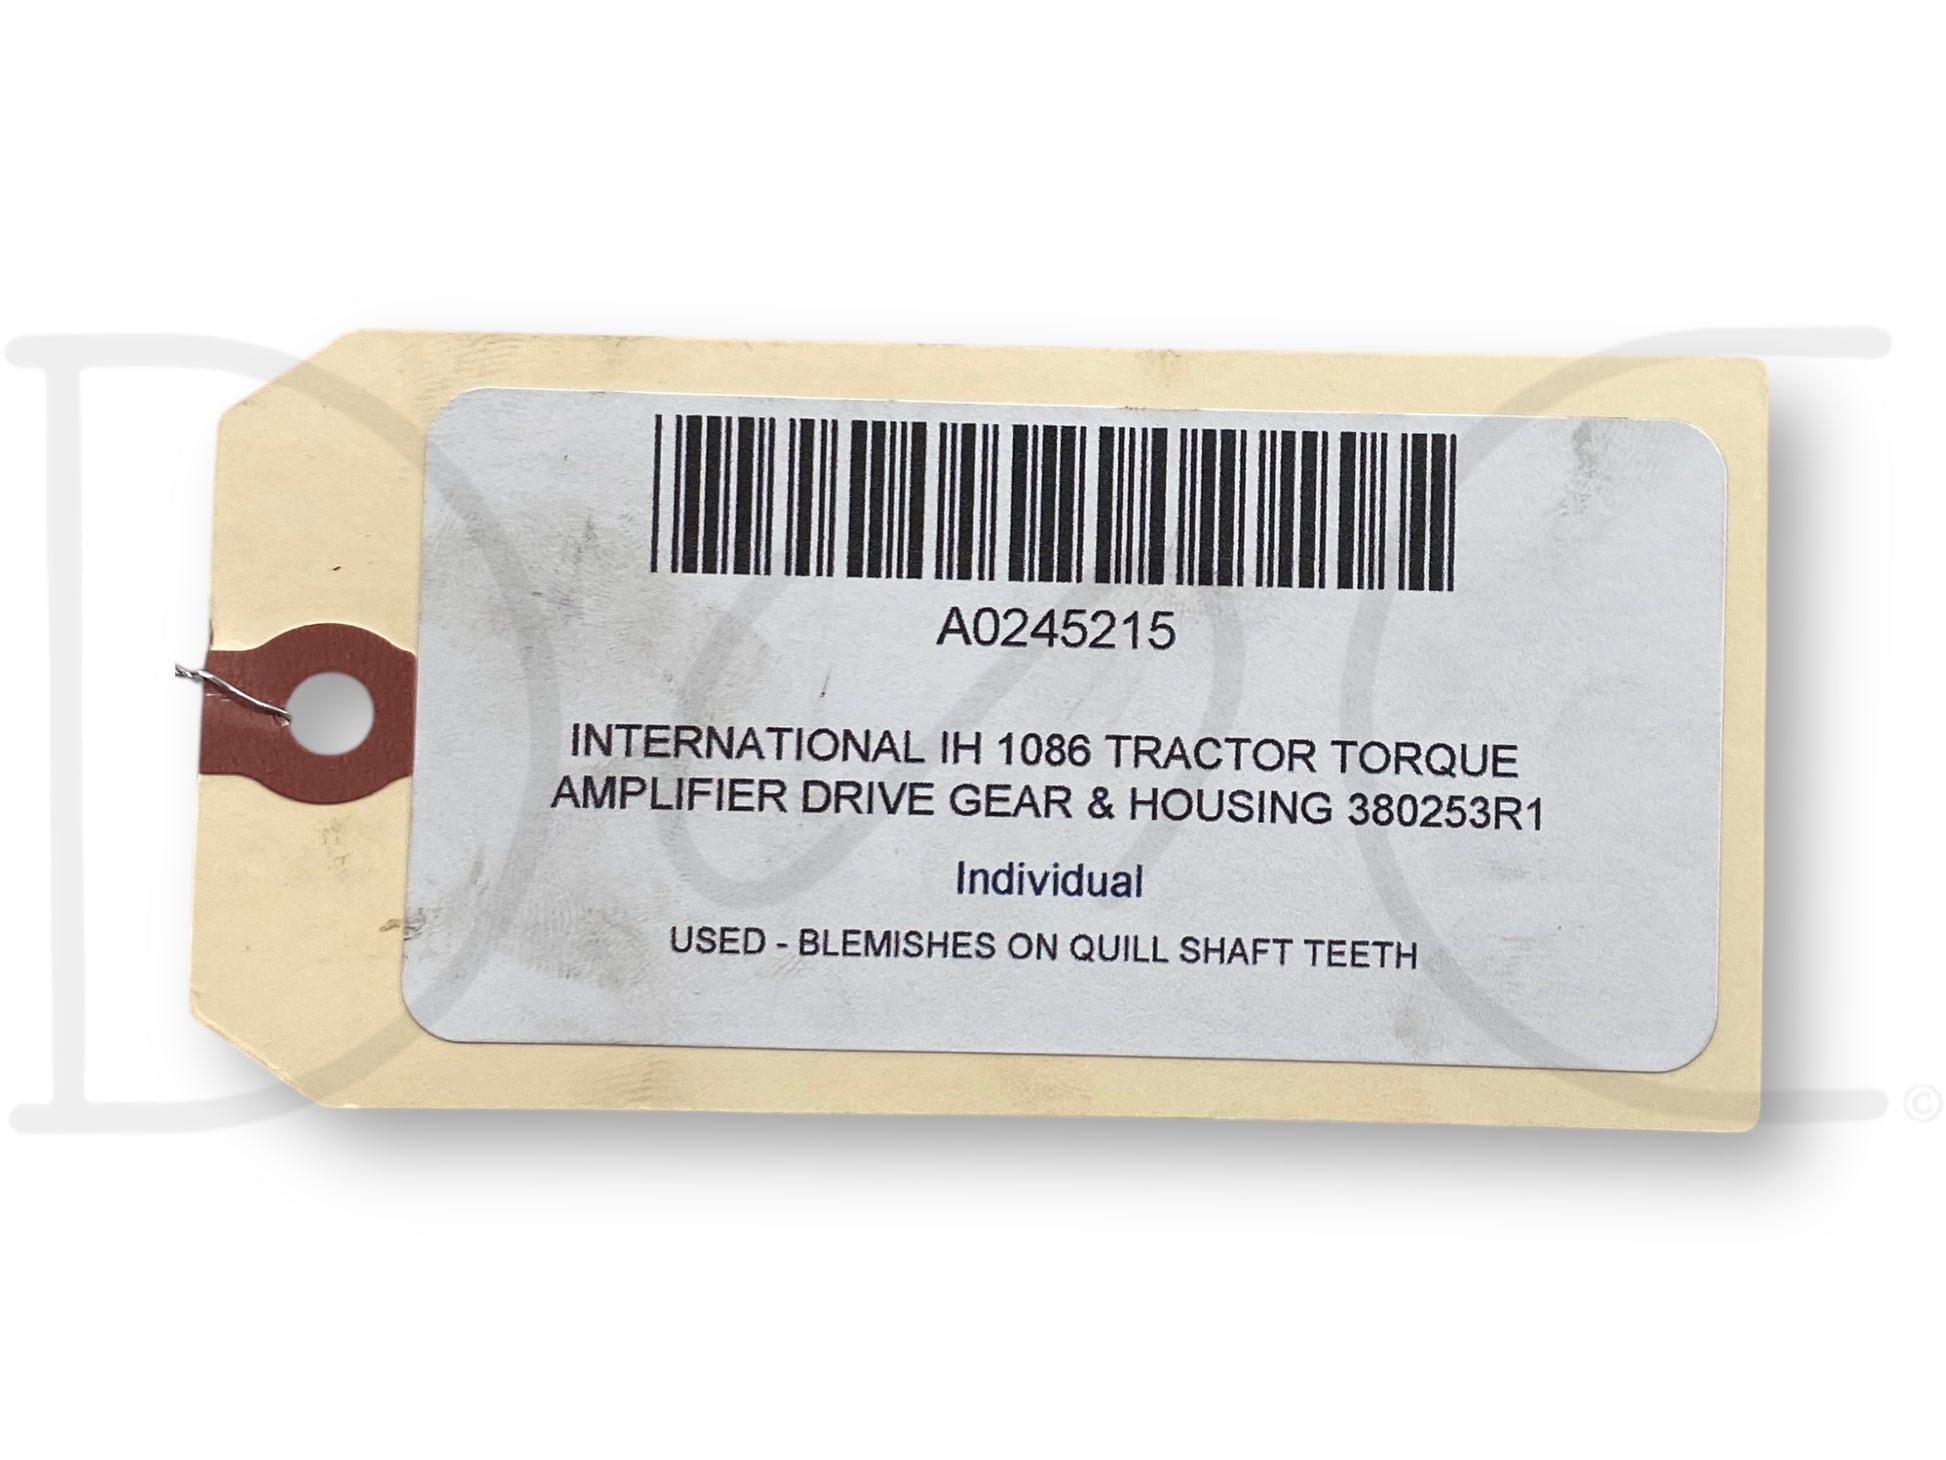 A0245215
INTERNATIONAL IH 1086 TRACTOR TORQUE
AMPLIFIER DRIVE GEAR & HOUSING 380253R1
Individual
USED - BLEMISHES ON QUILL SHAFT TEETH
©